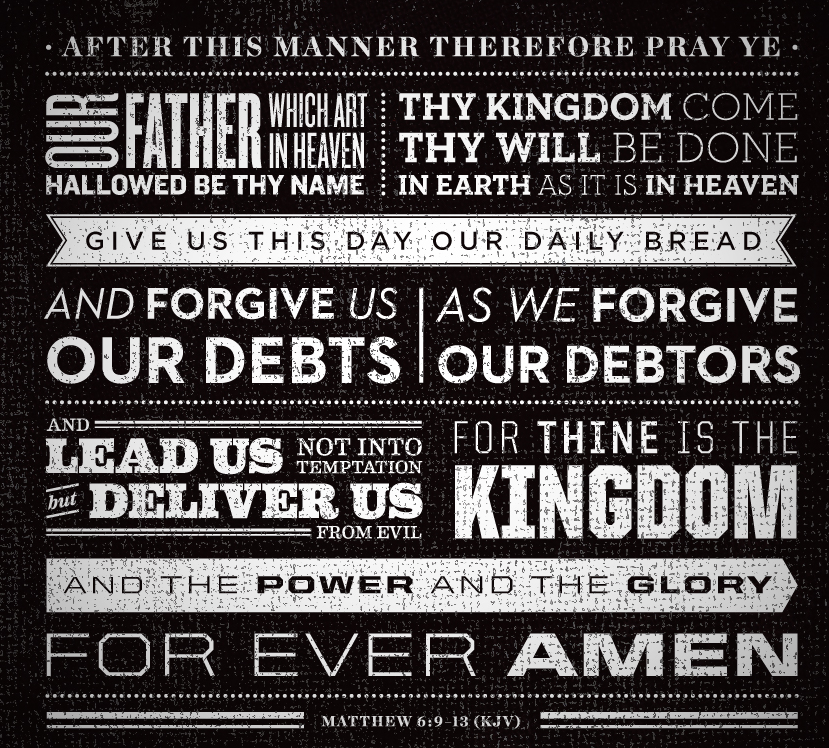 · AFTER THIS MANNER THEREFORE PRAY YE ·
OUR FATHER WHICH ART
IN HEAVEN
HALLOWED BE THY NAME
THY KINGDOM COME
THY WILL BE DONE
IN EARTH AS IT IS IN HEAVEN
GIVE US THIS DAY OUR DAILY BREAD
AND FORGIVE US
OUR DEBTS
AS WE FORGIVE
OUR DEBTORS
AND
LEAD US NOT INTO
TEMPTATION
but DELIVER US
FROM EVIL
FOR THINE IS THE
KINGDOM
AND THE POWER AND THE GLORY
FOR EVER AMEN
MATTHEW 6:9-13 (KJV)